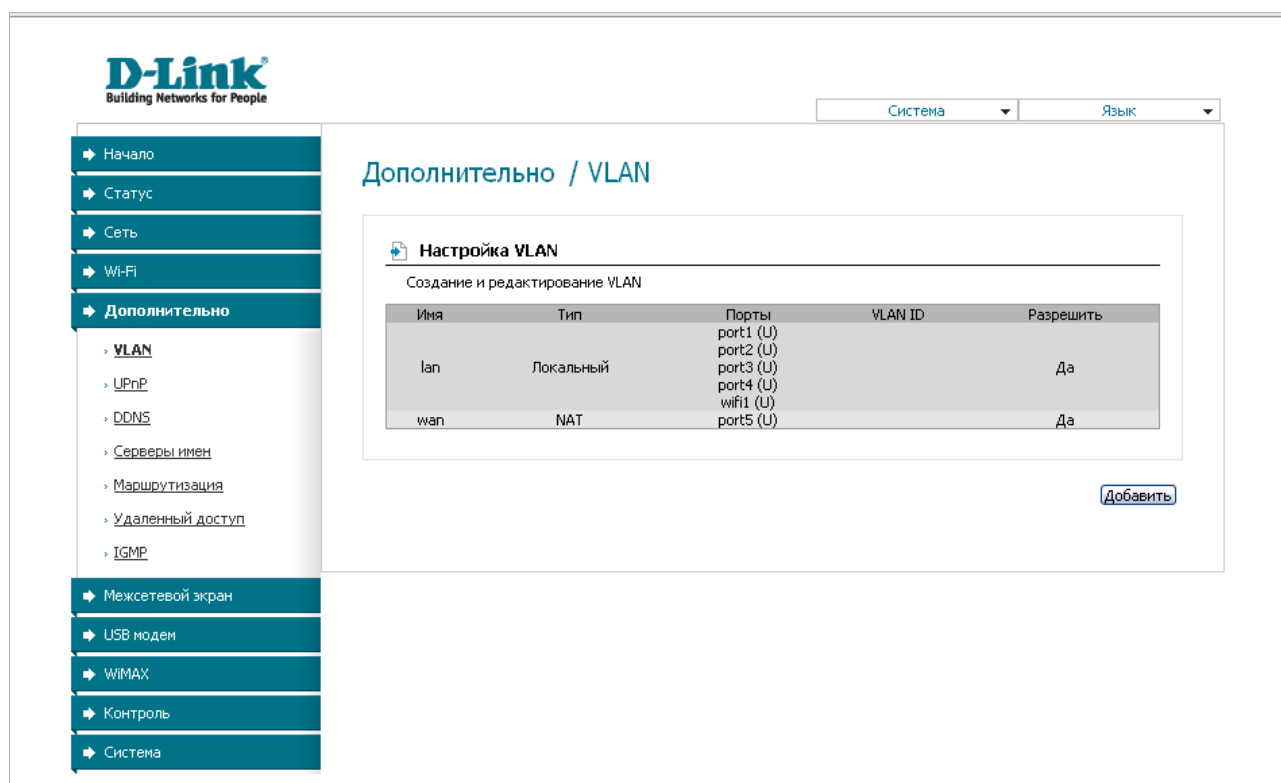 D-Link®
Building Networks for People
Система
Язык
Начало
Статус
Сеть
Wi-Fi
Дополнительно
VLAN
UPnP
DDNS
Серверы имен
Маршрутизация
Удаленный доступ
IGMP
Межсетевой экран
USB модем
WiMAX
Контроль
Система
Дополнительно / VLAN
Настройка VLAN
Создание и редактирование VLAN
Имя Тип Порты VLAN ID Разрешить
port1 (U)
port2 (U)
lan Локальный port3 (U) Да
port4 (U)
wifi1 (U)
wan NAT port5 (U) Да
Добавить